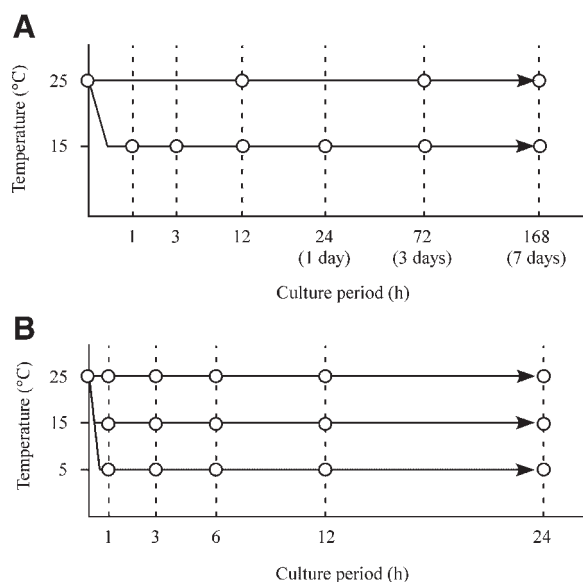 A
Temperature (°C)
25
15
1 3 12 24 72 168
(1 day) (3 days) (7 days)
Culture period (h)
B
Temperature (°C)
25
15
5
1 3 6 12 24
Culture period (h)